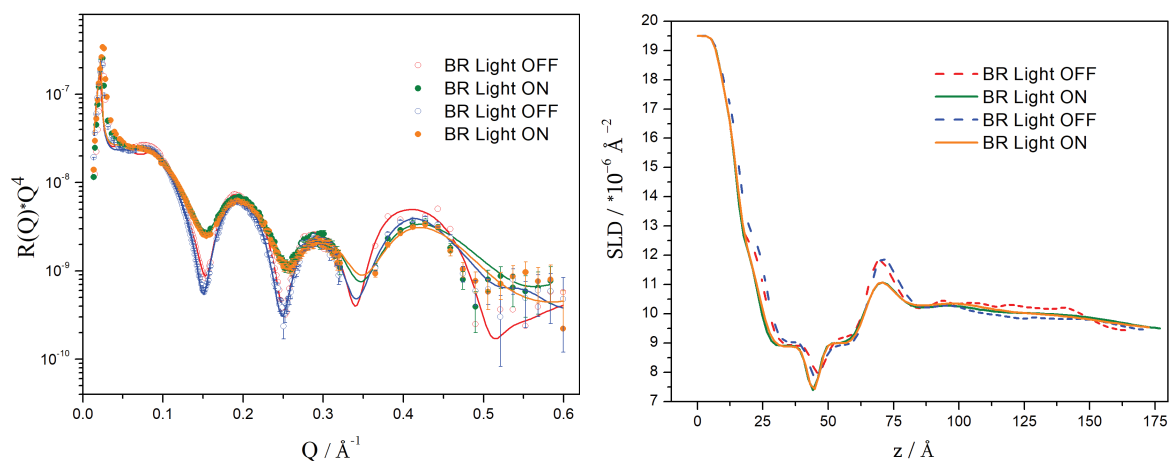 10⁻⁷
10⁻⁸
10⁻⁹
10⁻¹⁰
R(Q)*Q⁴
BR Light OFF
BR Light ON
BR Light OFF
BR Light ON
0.0 0.1 0.2 0.3 0.4 0.5 0.6
Q / Å⁻¹
20
19
18
17
16
15
14
13
12
11
10
9
8
7
SLD / *10⁻⁶ Å⁻²
BR Light OFF
BR Light ON
BR Light OFF
BR Light ON
0 25 50 75 100 125 150 175
z / Å